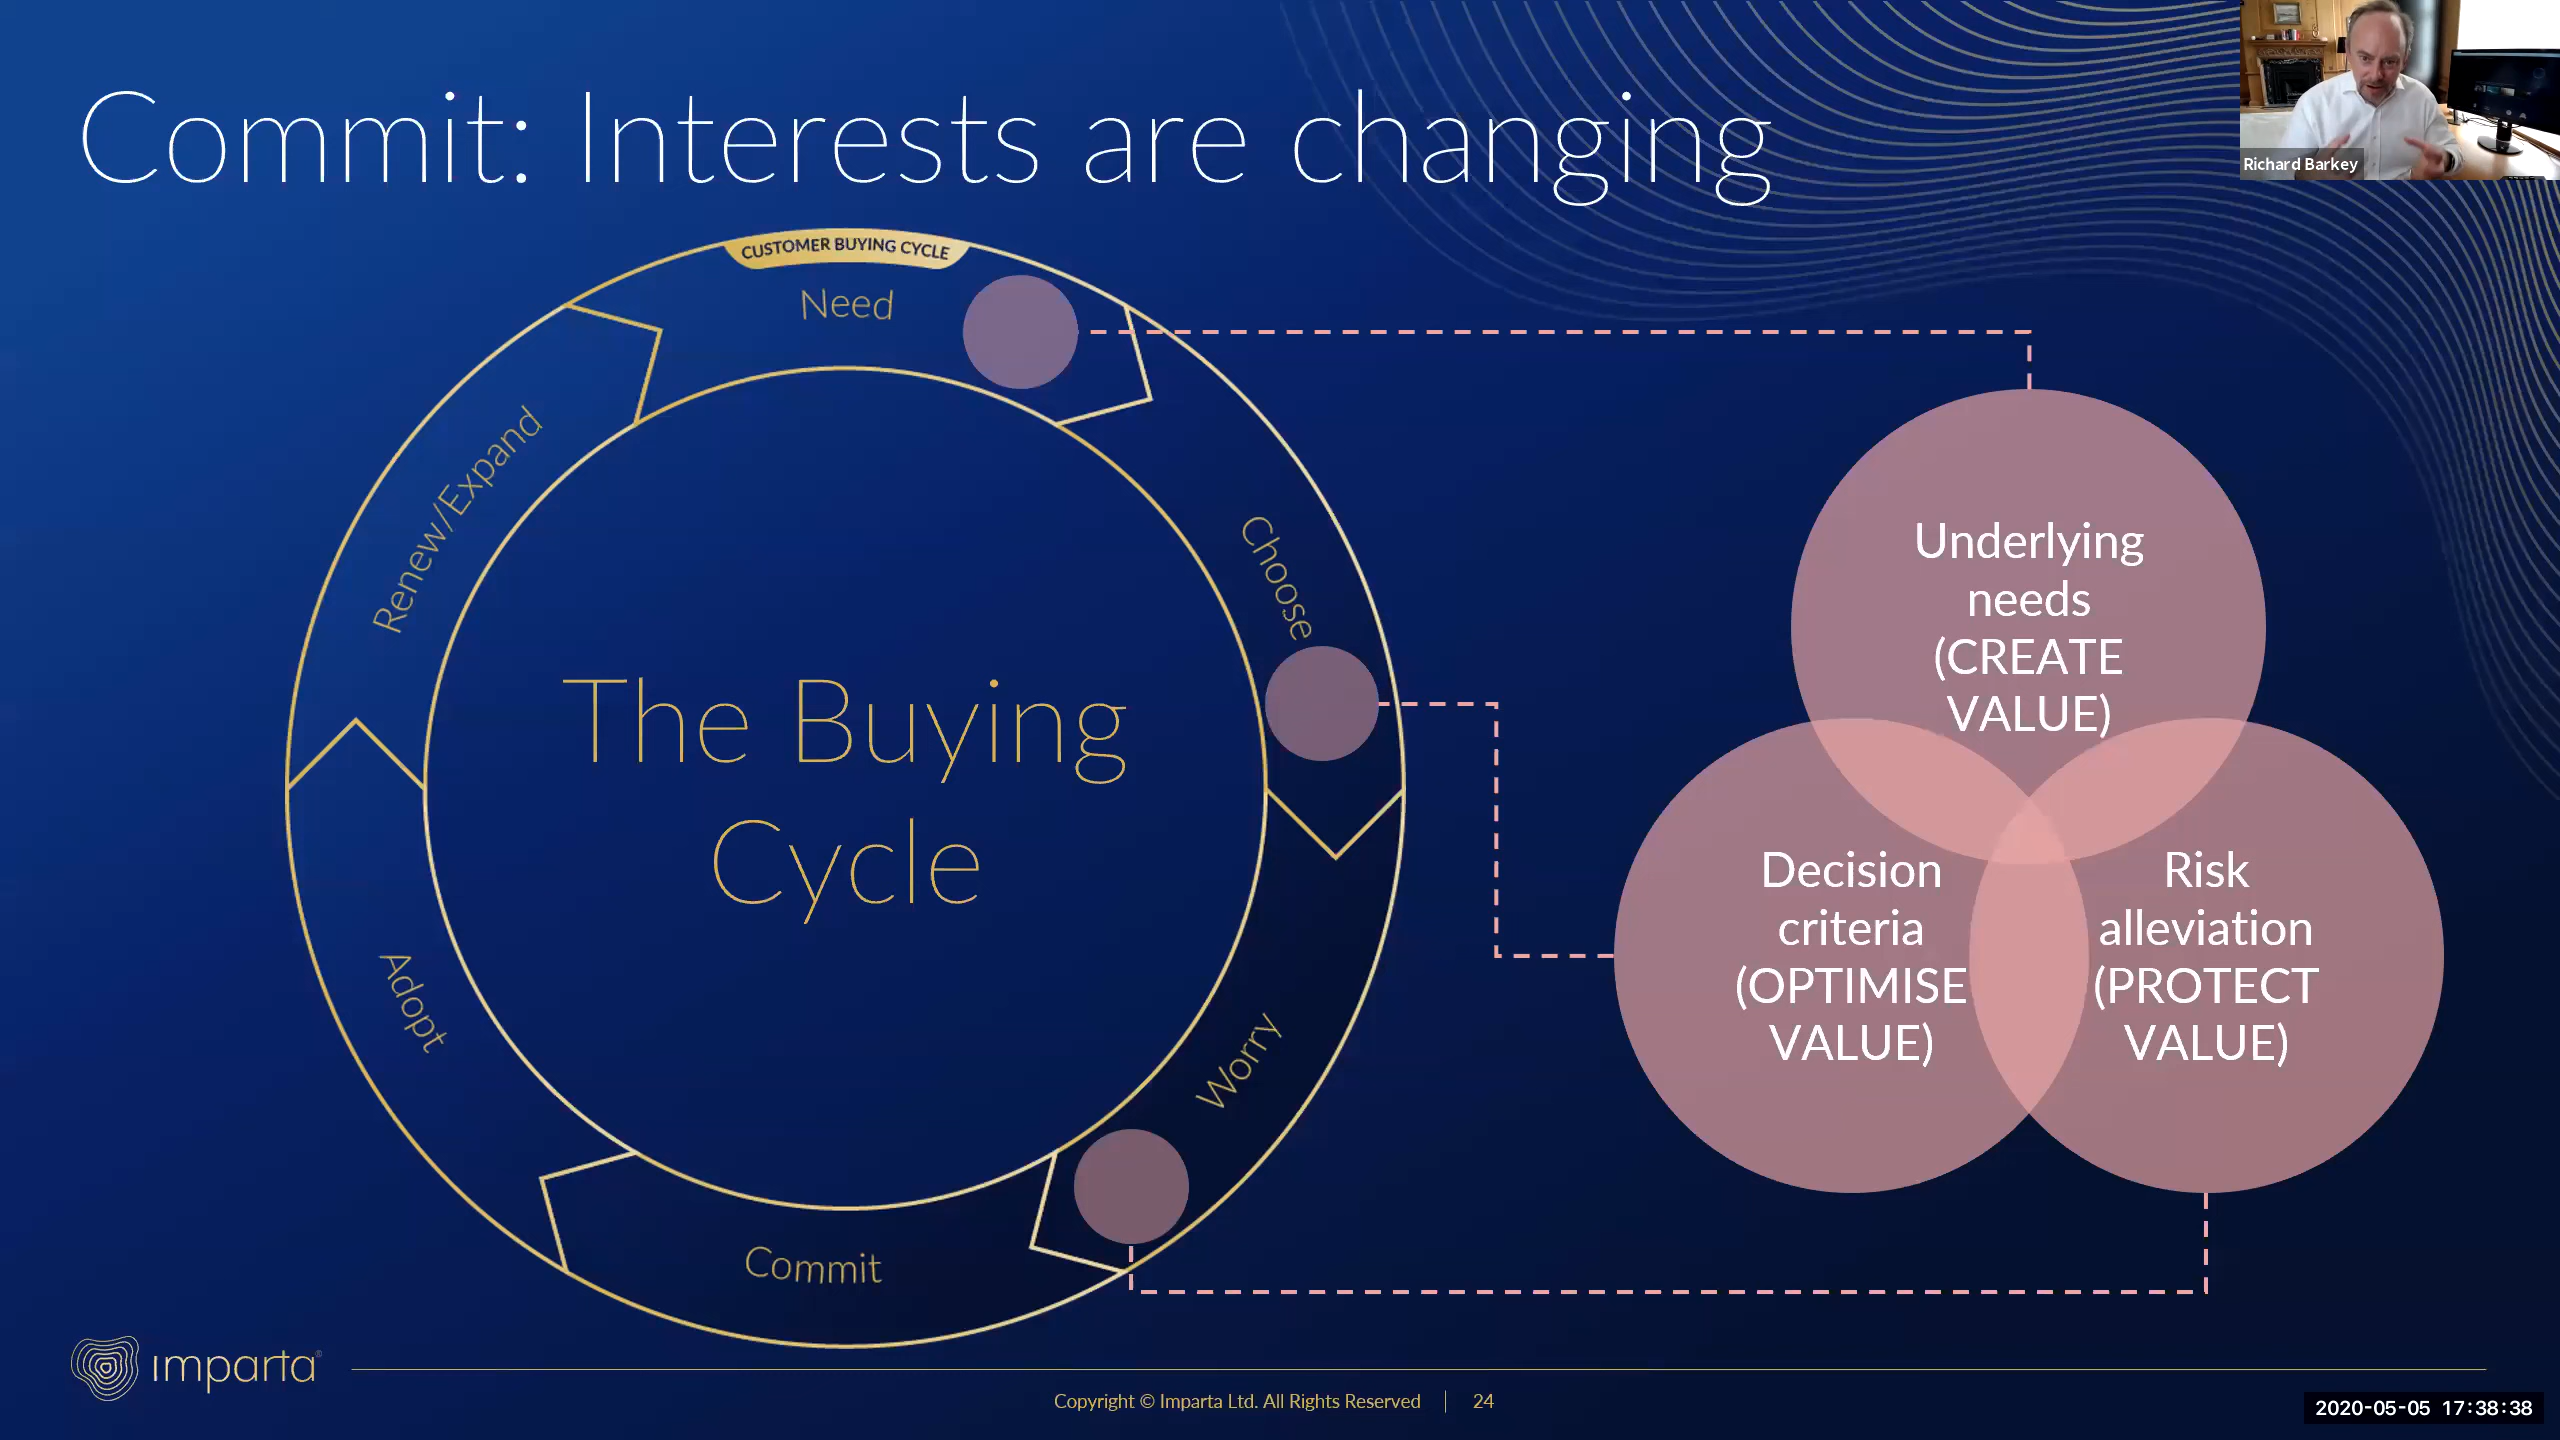 Commit: Interests are changing
Richard Barkey
CUSTOMER BUYING CYCLE
Need
Choose
Worry
Commit
Adopt
Renew/Expand
The Buying
Cycle
Underlying
needs
(CREATE
VALUE)
Decision
criteria
(OPTIMISE
VALUE)
Risk
alleviation
(PROTECT
VALUE)
imparta®
Copyright © Imparta Ltd. All Rights Reserved | 24
2020-05-05 17:38:38